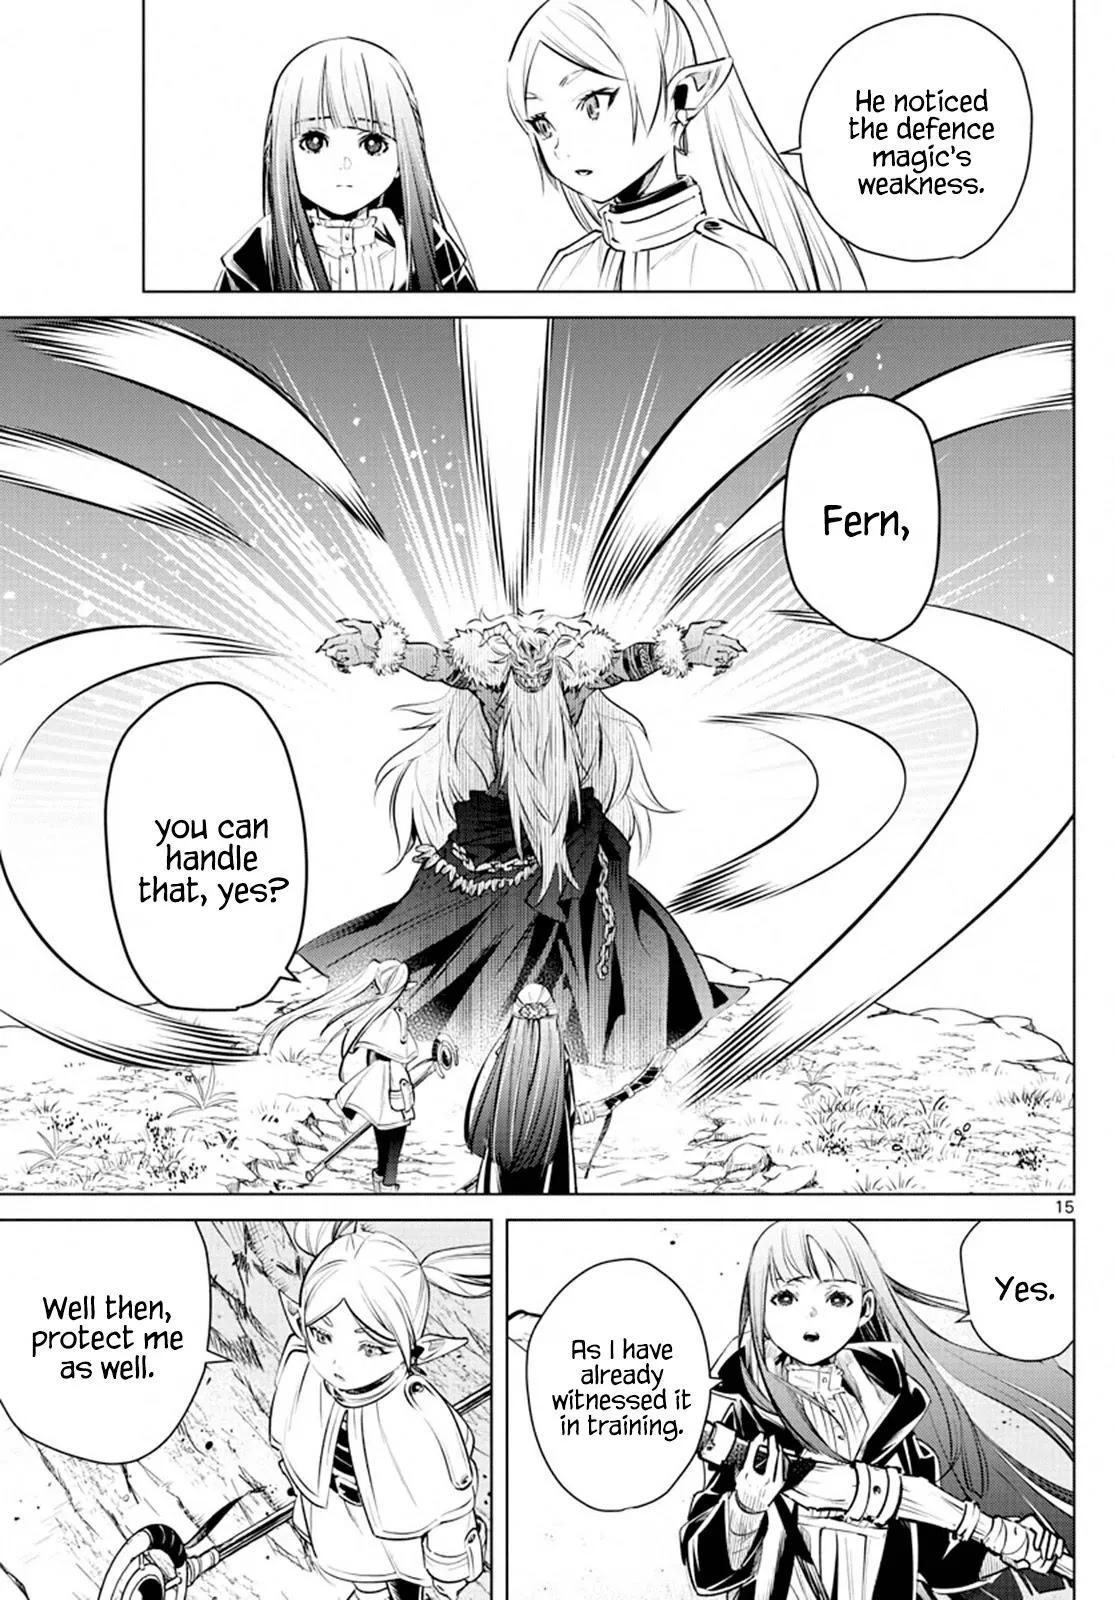 He noticed
the defence
magic's
weakness.
Fern,
you can
handle
that, yes?
15
Yes.
As I have
already
witnessed it
in training.
Well then,
protect me
as well.